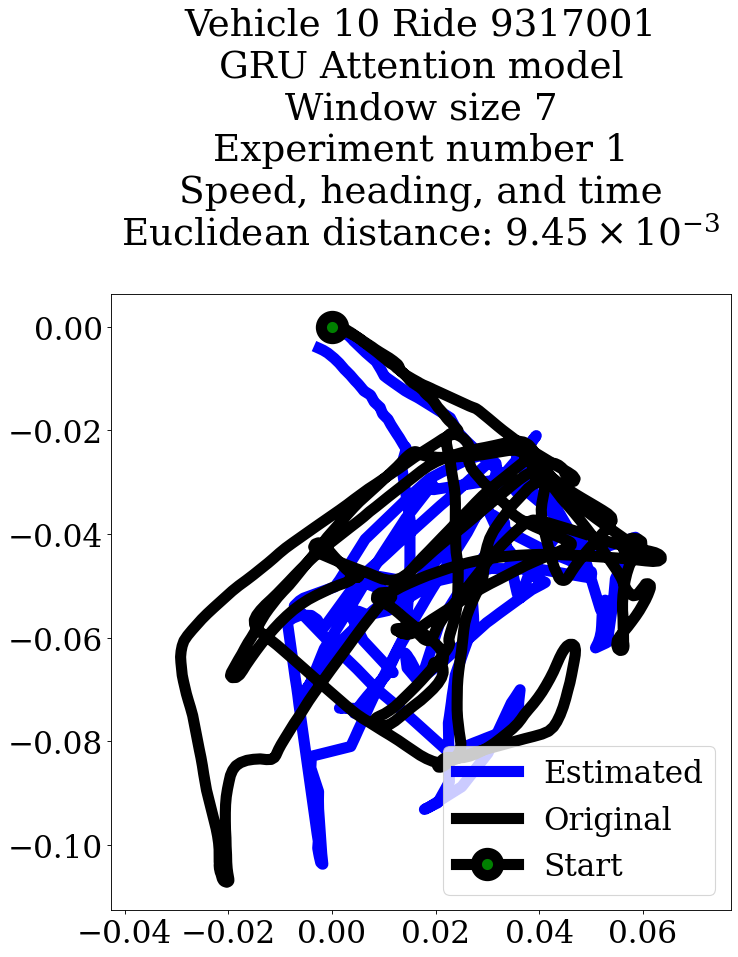 Vehicle 10 Ride 9317001
GRU Attention model
Window size 7
Experiment number 1
Speed, heading, and time
Euclidean distance: 9.45 × 10⁻³
0.00
−0.02
−0.04
−0.06
−0.08
−0.10
−0.04 −0.02 0.00 0.02 0.04 0.06
Estimated
Original
Start